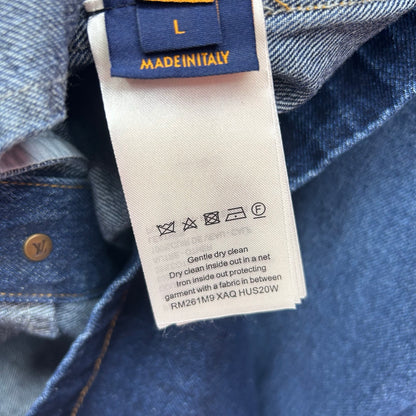 L
MADE IN ITALY
F
Gentle dry clean
Dry clean inside out in a net
Iron inside out protecting
garment with a fabric in between
RM261M9 XAQ HUS20W
LV